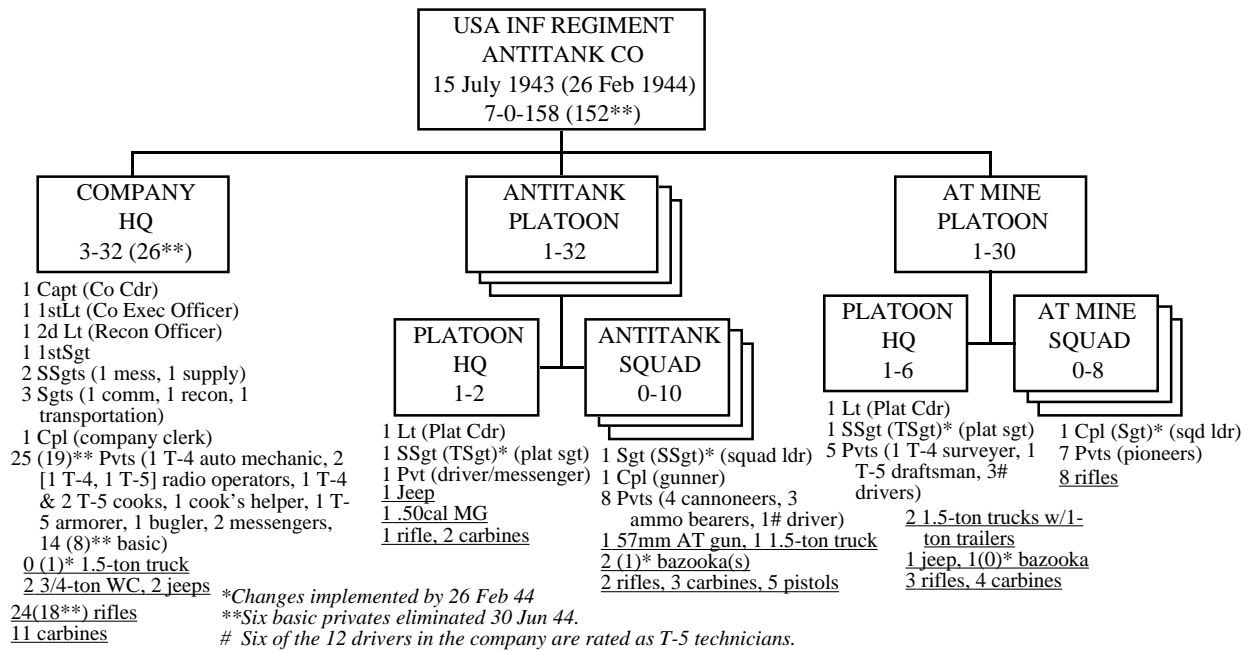 USA INF REGIMENT
ANTITANK CO
15 July 1943 (26 Feb 1944)
7-0-158 (152**)
COMPANY
HQ
3-32 (26**)
1 Capt (Co Cdr)
1 1stLt (Co Exec Officer)
1 2d Lt (Recon Officer)
1 1stSgt
2 SSgts (1 mess, 1 supply)
3 Sgts (1 comm, 1 recon, 1
transportation)
1 Cpl (company clerk)
25 (19)** Pvts (1 T-4 auto mechanic, 2
[1 T-4, 1 T-5] radio operators, 1 T-4
& 2 T-5 cooks, 1 cook's helper, 1 T-
5 armorer, 1 bugler, 2 messengers,
14 (8)** basic)
0 (1)* 1.5-ton truck
2 3/4-ton WC, 2 jeeps
24(18**) rifles
11 carbines
ANTITANK
PLATOON
1-32
PLATOON
HQ
1-2
1 Lt (Plat Cdr)
1 SSgt (TSgt)* (plat sgt)
1 Pvt (driver/messenger)
1 Jeep
1 .50cal MG
1 rifle, 2 carbines
ANTITANK
SQUAD
0-10
1 Sgt (SSgt)* (squad ldr)
1 Cpl (gunner)
8 Pvts (4 cannoneers, 3
ammo bearers, 1# driver)
1 57mm AT gun, 1 1.5-ton truck
2 (1)* bazooka(s)
2 rifles, 3 carbines, 5 pistols
AT MINE
PLATOON
1-30
PLATOON
HQ
1-6
1 Lt (Plat Cdr)
1 SSgt (TSgt)* (plat sgt)
5 Pvts (1 T-4 surveyer, 1
T-5 draftsman, 3#
drivers)
2 1.5-ton trucks w/1-
ton trailers
1 jeep, 1(0)* bazooka
3 rifles, 4 carbines
AT MINE
SQUAD
0-8
1 Cpl (Sgt)* (sqd ldr)
7 Pvts (pioneers)
8 rifles
*Changes implemented by 26 Feb 44
**Six basic privates eliminated 30 Jun 44.
# Six of the 12 drivers in the company are rated as T-5 technicians.